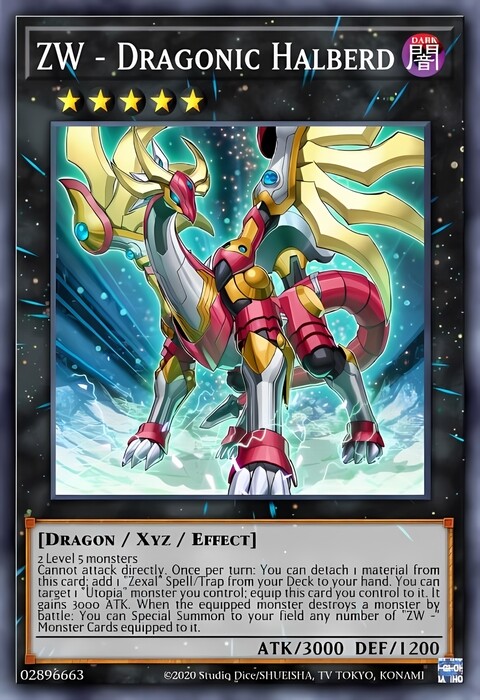 ZW - Dragonic Halberd
DARK
闇
[Dragon / Xyz / Effect]
2 Level 5 monsters
Cannot attack directly. Once per turn: You can detach 1 material from
this card; add 1 "Zexal" Spell/Trap from your Deck to your hand. You can
target 1 "Utopia" monster you control; equip this card you control to it. It
gains 3000 ATK. When the equipped monster destroys a monster by
battle: You can Special Summon to your field any number of "ZW -"
Monster Cards equipped to it.
ATK/3000 DEF/1200
02896663
©2020 Studio Dice/SHUEISHA, TV TOKYO, KONAMI